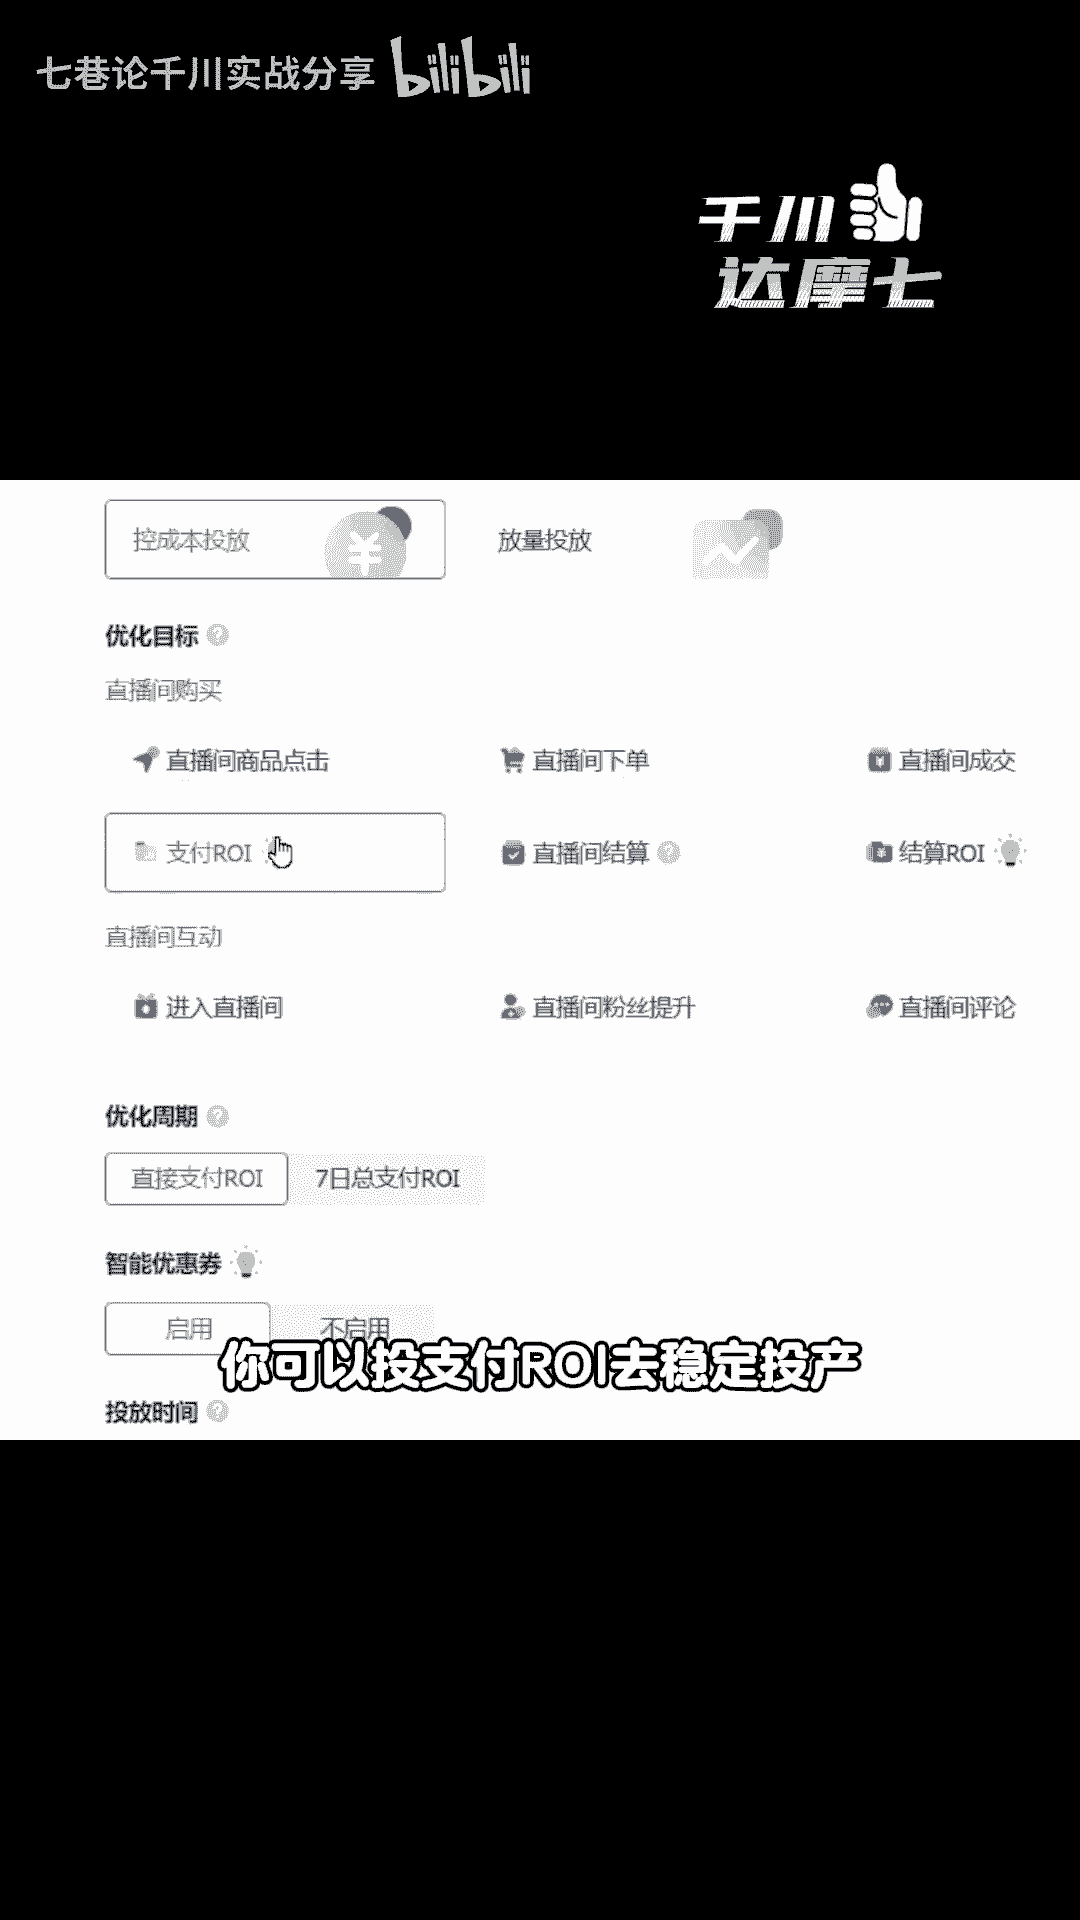 七巷论千川实战分享 bilibili
千川
达摩七
控成本投放 放量投放
优化目标
直播间购买
直播间商品点击 直播间下单 直播间成交
支付ROI 直播间结算 结算ROI
直播间互动
进入直播间 直播间粉丝提升 直播间评论
优化周期
直接支付ROI 7日总支付ROI
智能优惠券
启用 不启用
你可以投支付ROI去稳定投产
投放时间